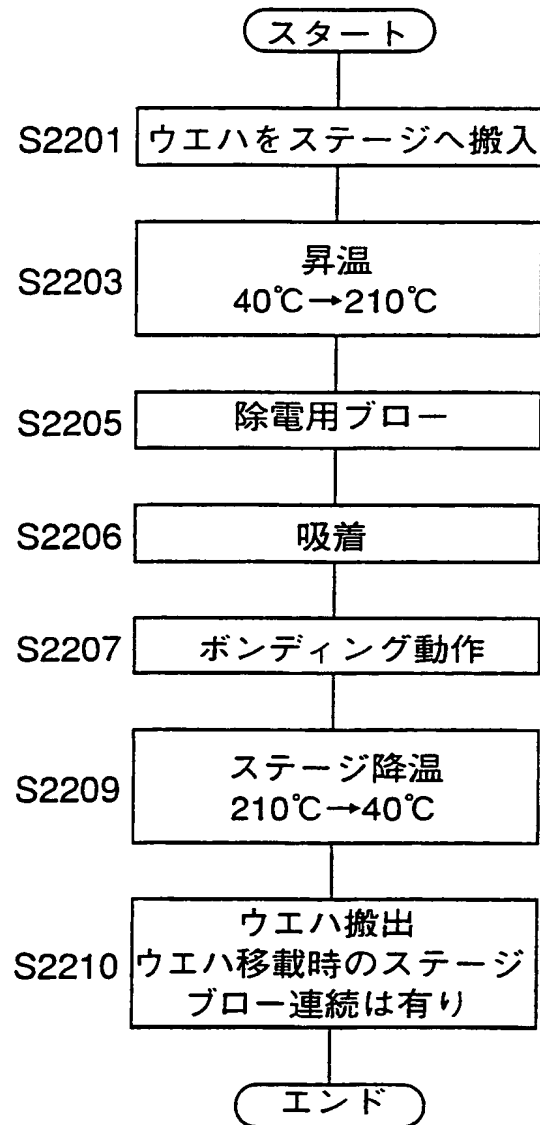 スタート
S2201 ウエハをステージへ搬入
S2203 昇温
40℃→210℃
S2205 除電用ブロー
S2206 吸着
S2207 ボンディング動作
S2209 ステージ降温
210℃→40℃
S2210 ウエハ搬出
ウエハ移載時のステージ
ブロー連続は有り
エンド